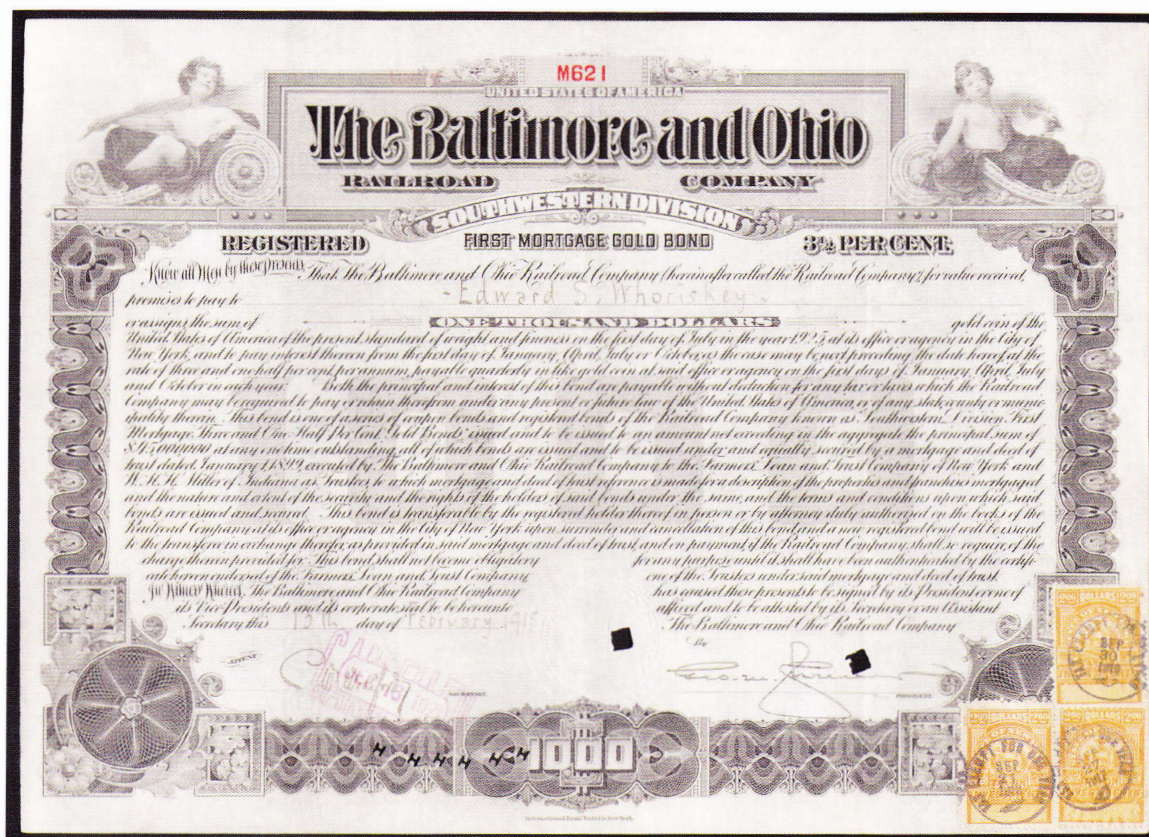 M621
UNITED STATES OF AMERICA
The Baltimore and Ohio
RAILROAD COMPANY
SOUTHWESTERN DIVISION
REGISTERED FIRST MORTGAGE GOLD BOND 3½ PER CENT.
Know all Men by these presents, That The Baltimore and Ohio Railroad Company (hereinafter called the Railroad Company), for value received,
promises to pay to - Edward S. Whoriskey -
or assigns, the sum of ONE THOUSAND DOLLARS gold coin of the
United States of America of the present standard of weight and fineness on the first day of July in the year 1925, at its office or agency in the City of
New York, and to pay interest thereon from the first day of January, April, July or October, as the case may be next preceding the date hereof at the
rate of three and one half per cent per annum, payable quarterly in like gold coin at said office or agency on the first days of January, April, July
and October in each year. Both the principal and interest of this bond are payable without deduction for any tax or taxes which the Railroad
Company may be required to pay or retain therefrom under any present or future law of the United States of America, or of any state, county or munic-
ipality therein. This bond is one of a series of coupon bonds and registered bonds of the Railroad Company known as Southwestern Division First
Mortgage Three and One Half Per Cent. Gold Bonds, issued and to be issued to an amount not exceeding in the aggregate the principal sum of
$45,000,000 at any one time outstanding, all of which bonds are issued and to be issued under and equally secured by a mortgage and deed of
trust dated, January 1, 1899, executed by The Baltimore and Ohio Railroad Company to the Farmers' Loan and Trust Company of New York and
W. H. H. Miller of Indiana as Trustees, to which mortgage and deed of trust reference is made for a description of the properties and franchises mortgaged
and the nature and extent of the security and the rights of the holders of said bonds under the same, and the terms and conditions upon which said
bonds are issued and secured. This bond is transferable by the registered holder thereof in person or by attorney duly authorized on the books of the
Railroad Company at its office or agency in the City of New York upon surrender and cancellation of this bond, and a new registered bond will be issued
to the transferee in exchange therefor, as provided in said mortgage and deed of trust, and on payment if the Railroad Company shall so require, of the
charge therein provided for. This bond shall not become obligatory for any purpose until it shall have been authenticated by the certifi-
cate hereon endorsed of the Farmers' Loan and Trust Company one of the Trustees under said mortgage and deed of trust.
In Witness Whereof, The Baltimore and Ohio Railroad Company has caused these presents to be signed by its President or one of
its Vice-Presidents and its corporate seal to be hereunto affixed and to be attested by its Secretary or an Assistant
Secretary this 15th day of February, 191 The Baltimore and Ohio Railroad Company
ATTEST By
PRESIDENT
1000
DOLLARS
DOLLARS
DOLLARS
SEP
SEP